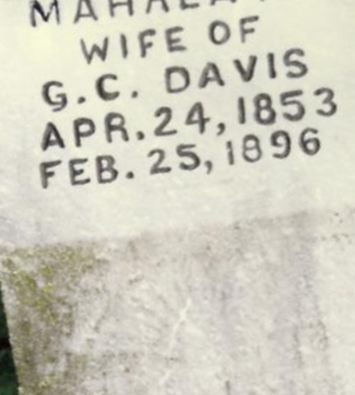 WIFE OF
G.C. DAVIS
APR. 24, 1853
FEB. 25, 1896